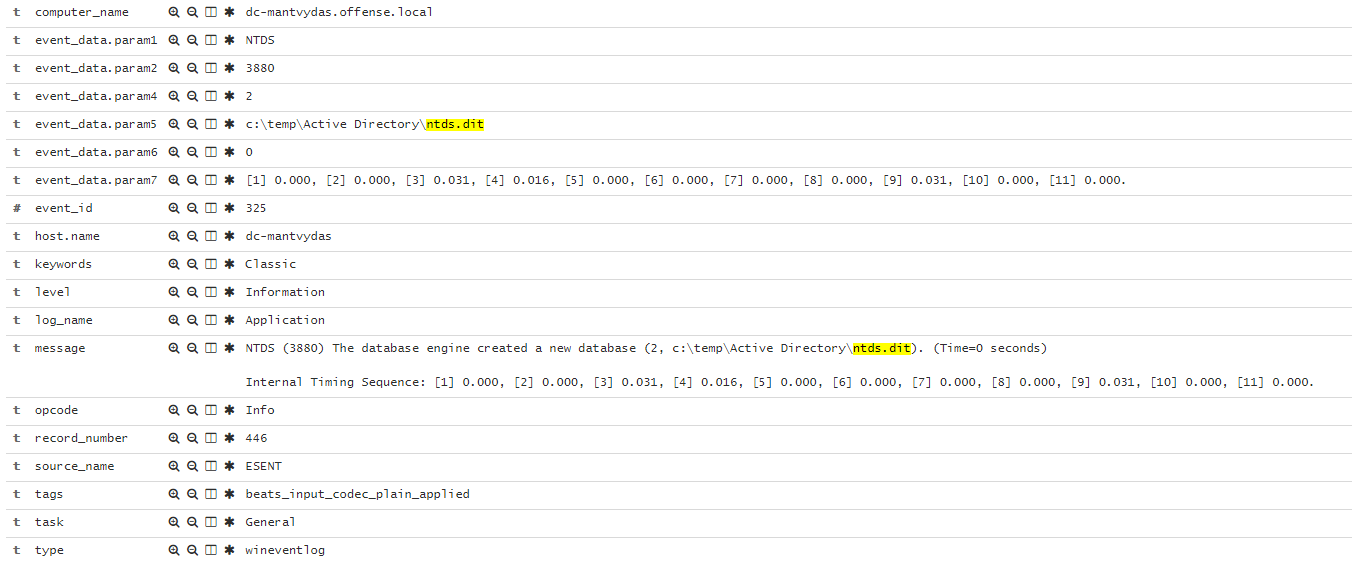 t computer_name dc-mantvydas.offense.local
t event_data.param1 NTDS
t event_data.param2 3880
t event_data.param4 2
t event_data.param5 c:\temp\Active Directory\ntds.dit
t event_data.param6 0
t event_data.param7 [1] 0.000, [2] 0.000, [3] 0.031, [4] 0.016, [5] 0.000, [6] 0.000, [7] 0.000, [8] 0.000, [9] 0.031, [10] 0.000, [11] 0.000.
# event_id 325
t host.name dc-mantvydas
t keywords Classic
t level Information
t log_name Application
t message NTDS (3880) The database engine created a new database (2, c:\temp\Active Directory\ntds.dit). (Time=0 seconds)
Internal Timing Sequence: [1] 0.000, [2] 0.000, [3] 0.031, [4] 0.016, [5] 0.000, [6] 0.000, [7] 0.000, [8] 0.000, [9] 0.031, [10] 0.000, [11] 0.000.
t opcode Info
t record_number 446
t source_name ESENT
t tags beats_input_codec_plain_applied
t task General
t type wineventlog